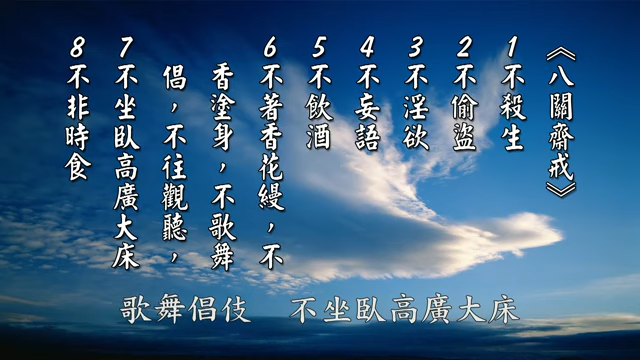 《八關齋戒》
1不殺生
2不偷盜
3不淫欲
4不妄語
5不飲酒
6不著香花縵，不
香塗身，不歌舞
倡，不往觀聽，
7不坐臥高廣大床
8不非時食
歌舞倡伎　不坐臥高廣大床